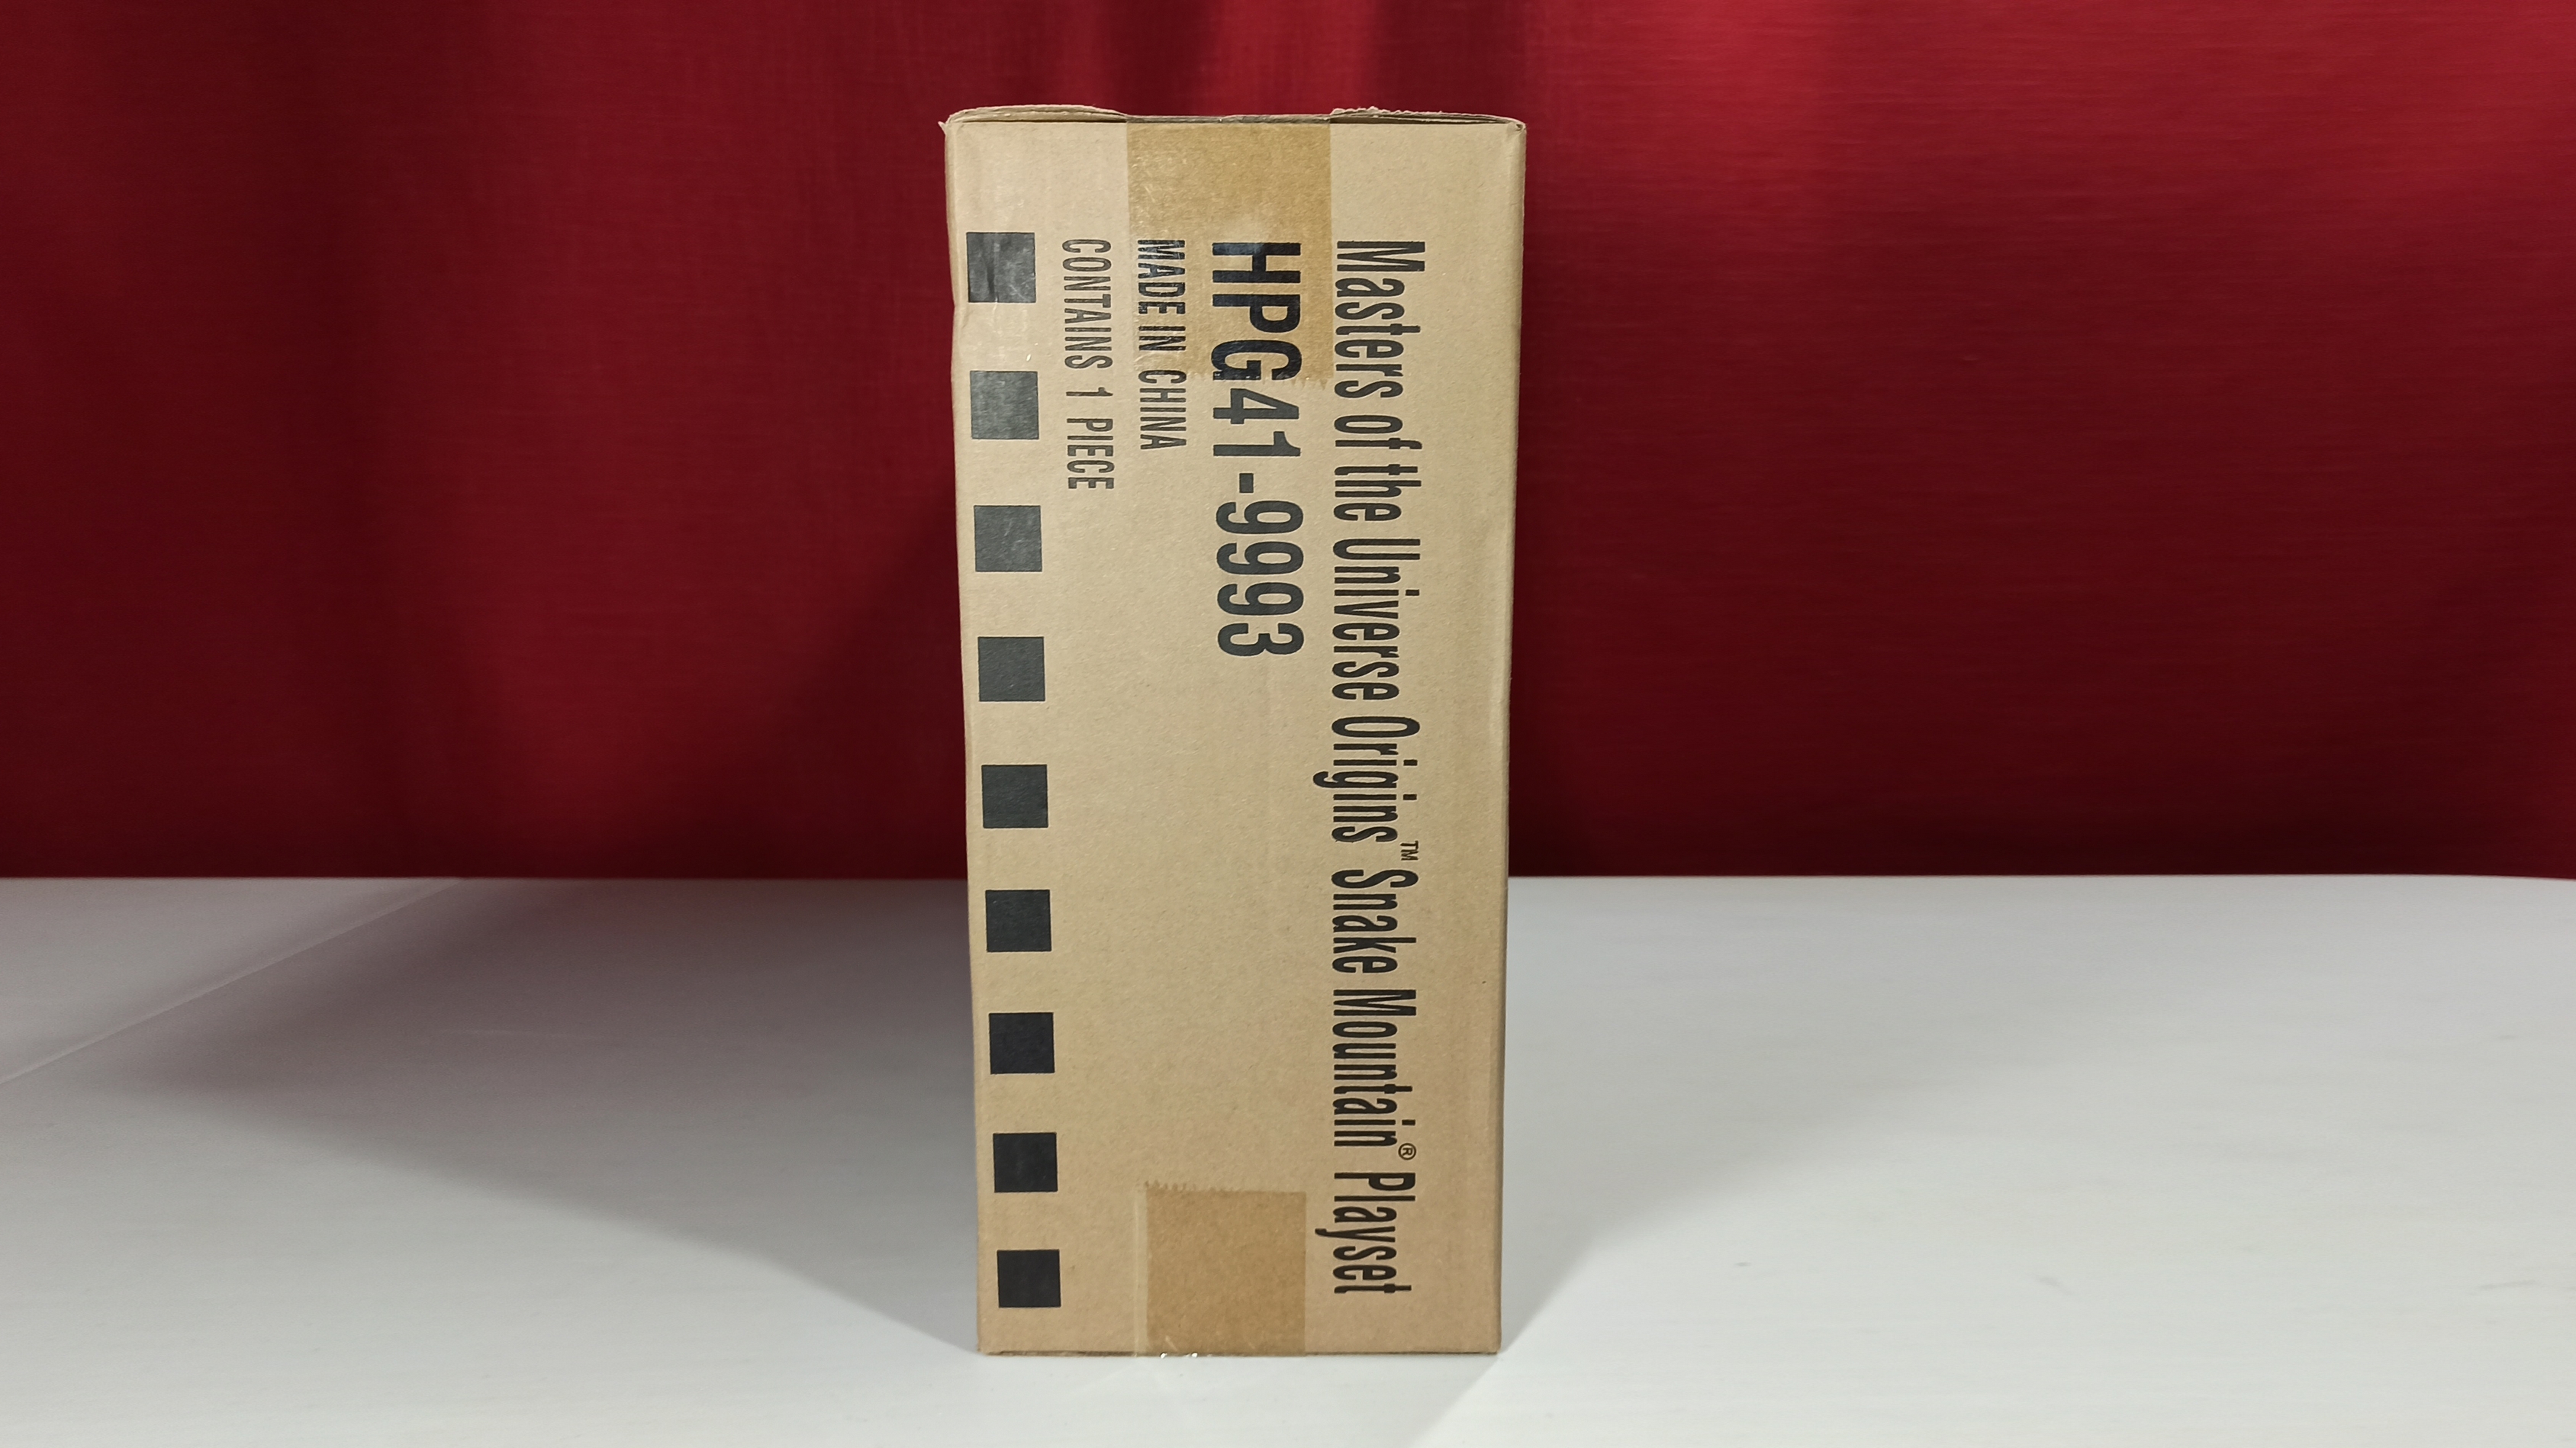 Masters of the Universe Origins™ Snake Mountain® Playset
HPG41-9993
MADE IN CHINA
CONTAINS 1 PIECE